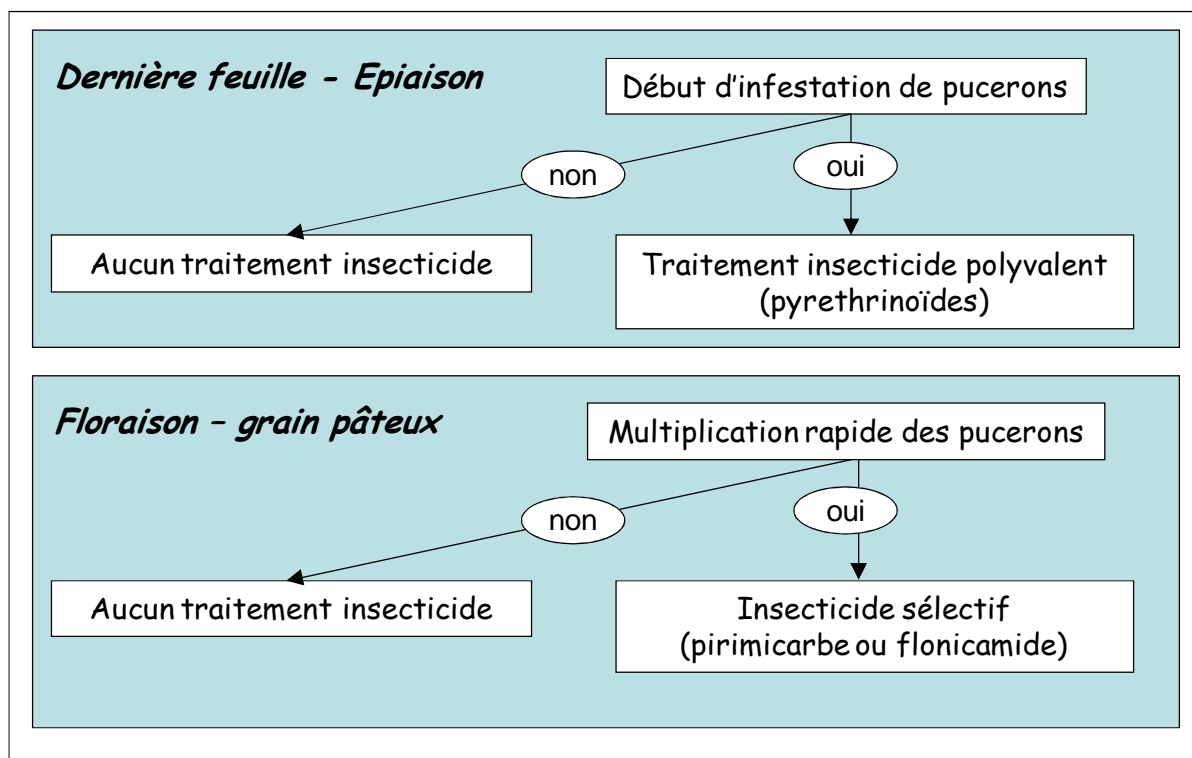 Dernière feuille - Epiaison
Début d'infestation de pucerons
non
oui
Aucun traitement insecticide
Traitement insecticide polyvalent
(pyrethrinoïdes)
Floraison – grain pâteux
Multiplication rapide des pucerons
non
oui
Aucun traitement insecticide
Insecticide sélectif
(pirimicarbe ou flonicamide)